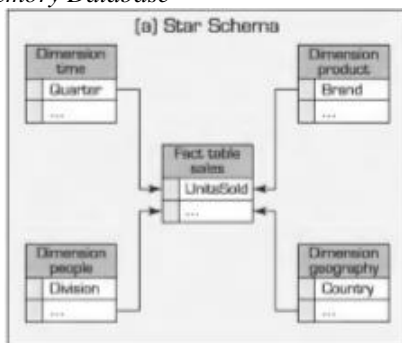 mory Database
(a) Star Schema
Dimension
time
Quarter
...
Dimension
product
Brand
...
Fact table
sales
UnitsSold
...
Dimension
people
Division
...
Dimension
geography
Country
...